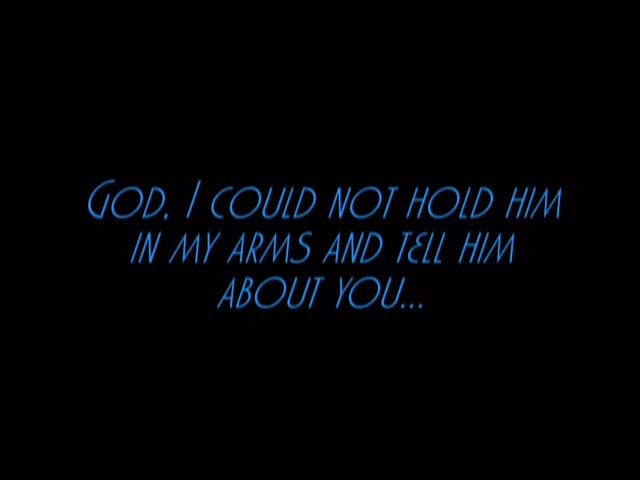 GOD, I COULD NOT HOLD HIM
IN MY ARMS AND TELL HIM
ABOUT YOU...